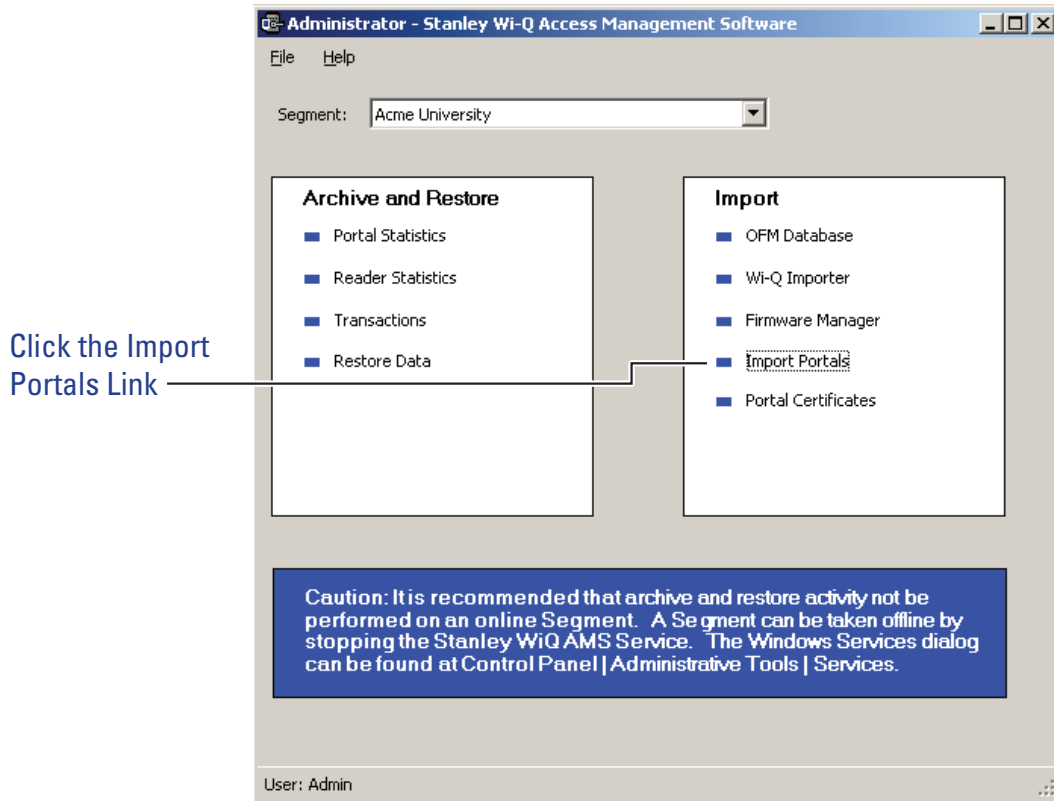 Administrator - Stanley Wi-Q Access Management Software
File Help
Segment: Acme University
Archive and Restore
Portal Statistics
Reader Statistics
Transactions
Restore Data
Import
OFM Database
Wi-Q Importer
Firmware Manager
Import Portals
Portal Certificates
Click the Import
Portals Link
Caution: It is recommended that archive and restore activity not be
performed on an online Segment. A Segment can be taken offline by
stopping the Stanley WiQ AMS Service. The Windows Services dialog
can be found at Control Panel | Administrative Tools | Services.
User: Admin